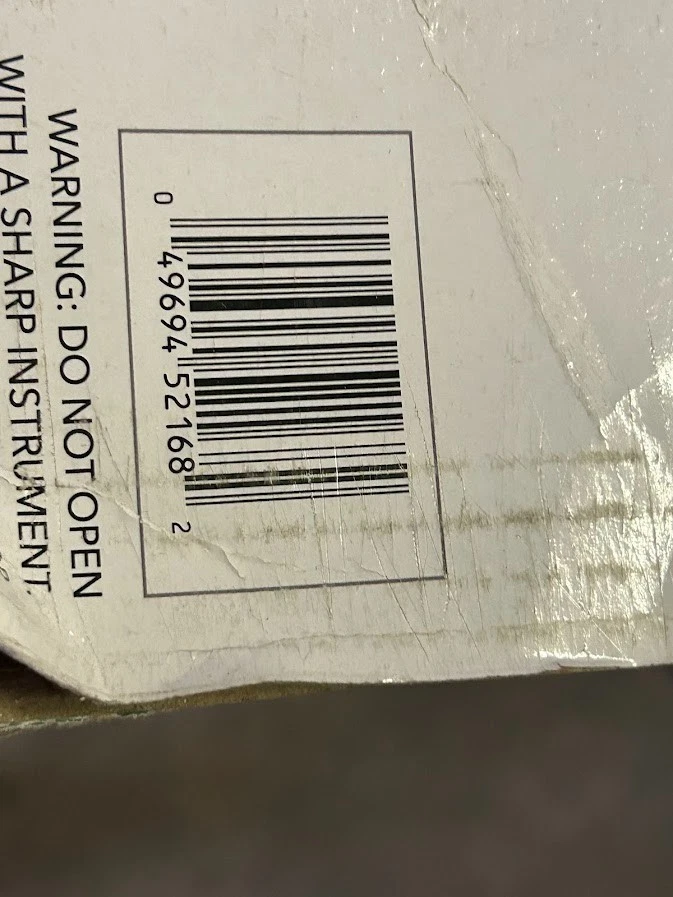 WARNING: DO NOT OPEN
WITH A SHARP INSTRUMENT.
0 49694 52168 2